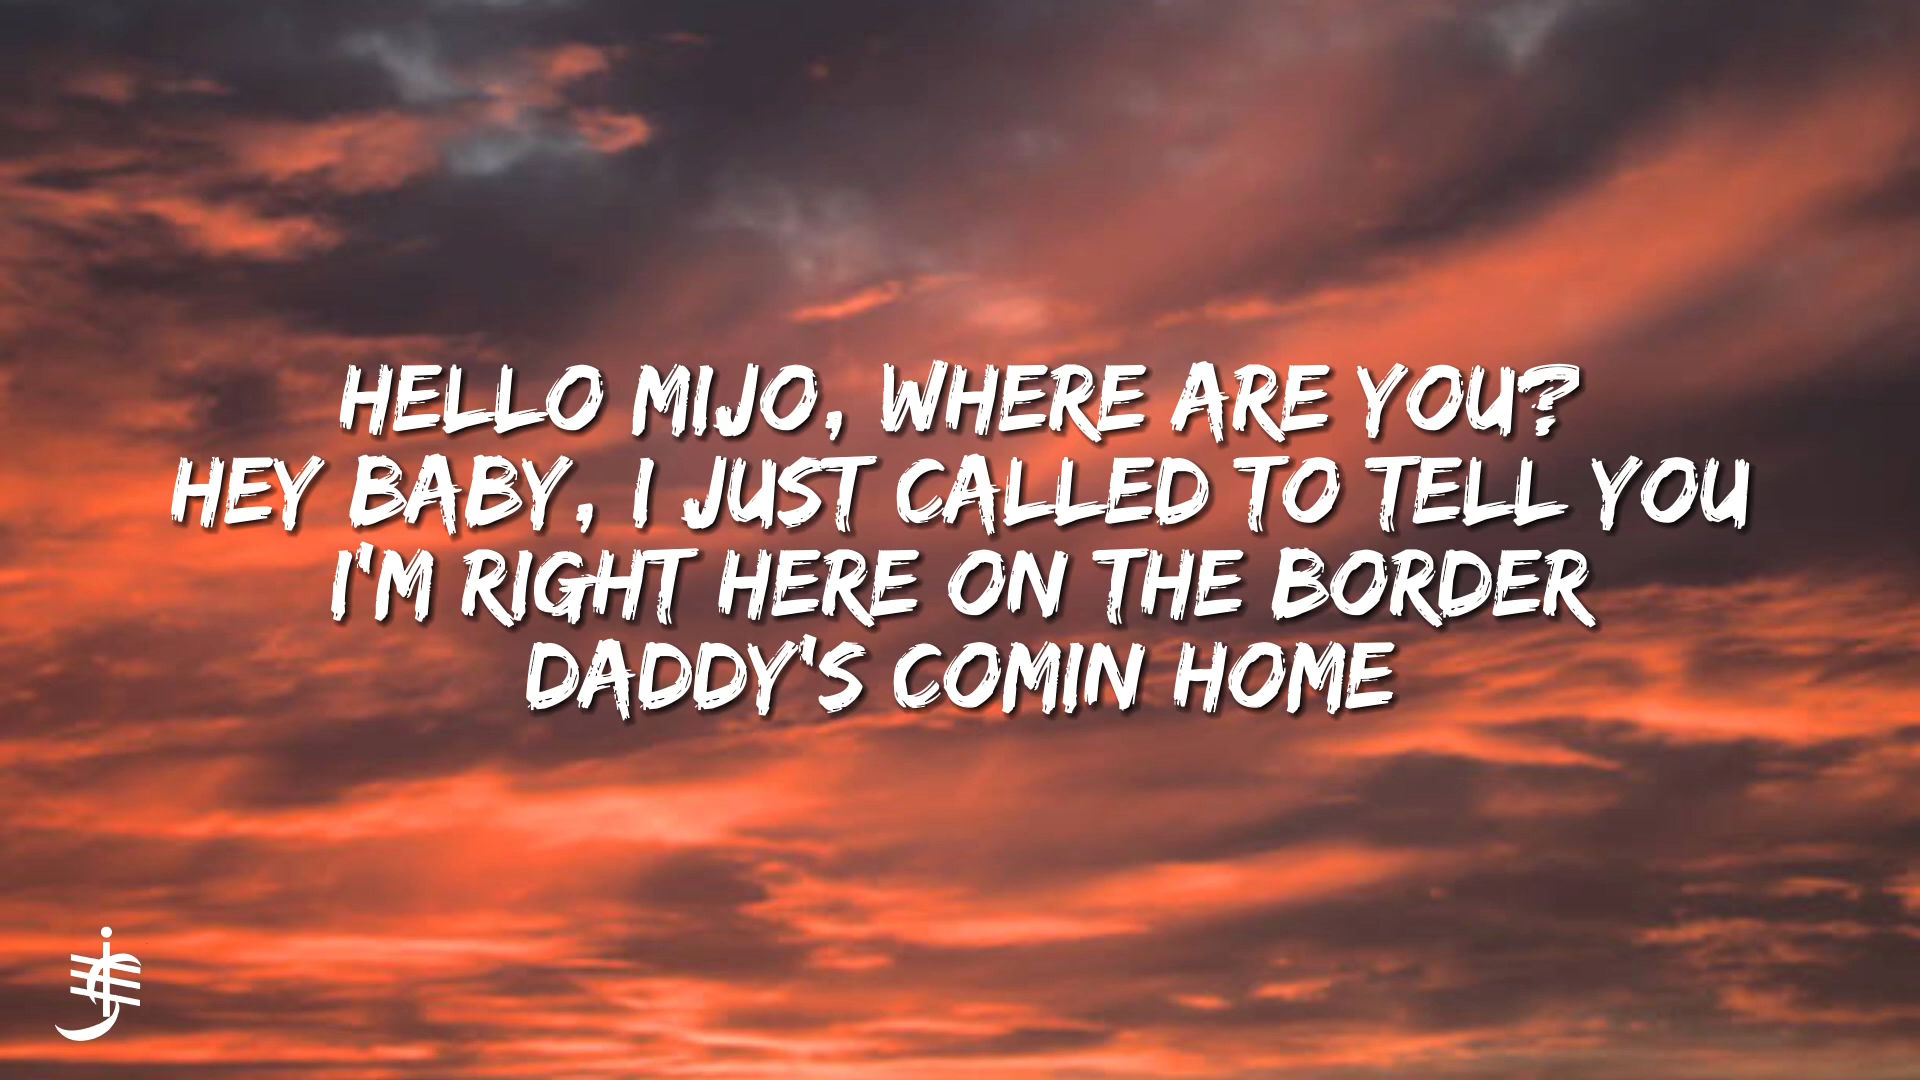 HELLO MIJO, WHERE ARE YOU?
HEY BABY, I JUST CALLED TO TELL YOU
I'M RIGHT HERE ON THE BORDER
DADDY'S COMIN HOME